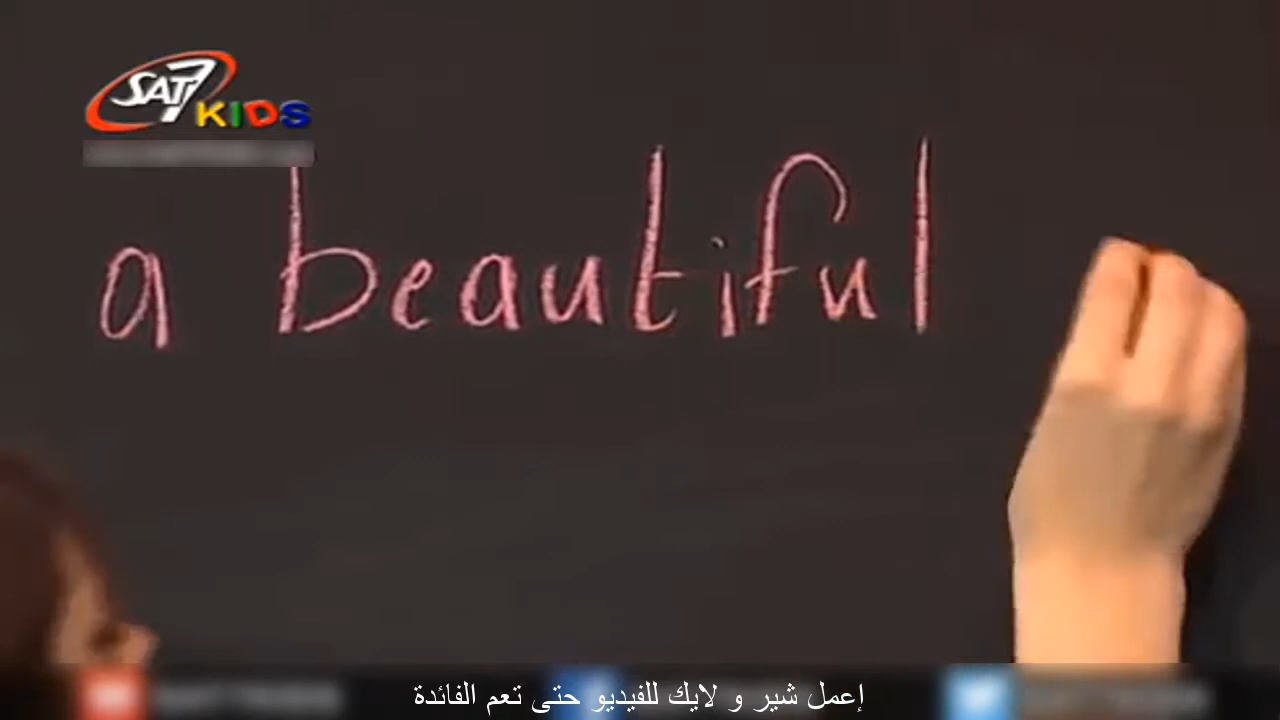 SAT7
KIDS
a beautiful
إعمل شير و لايك للفيديو حتى تعم الفائدة